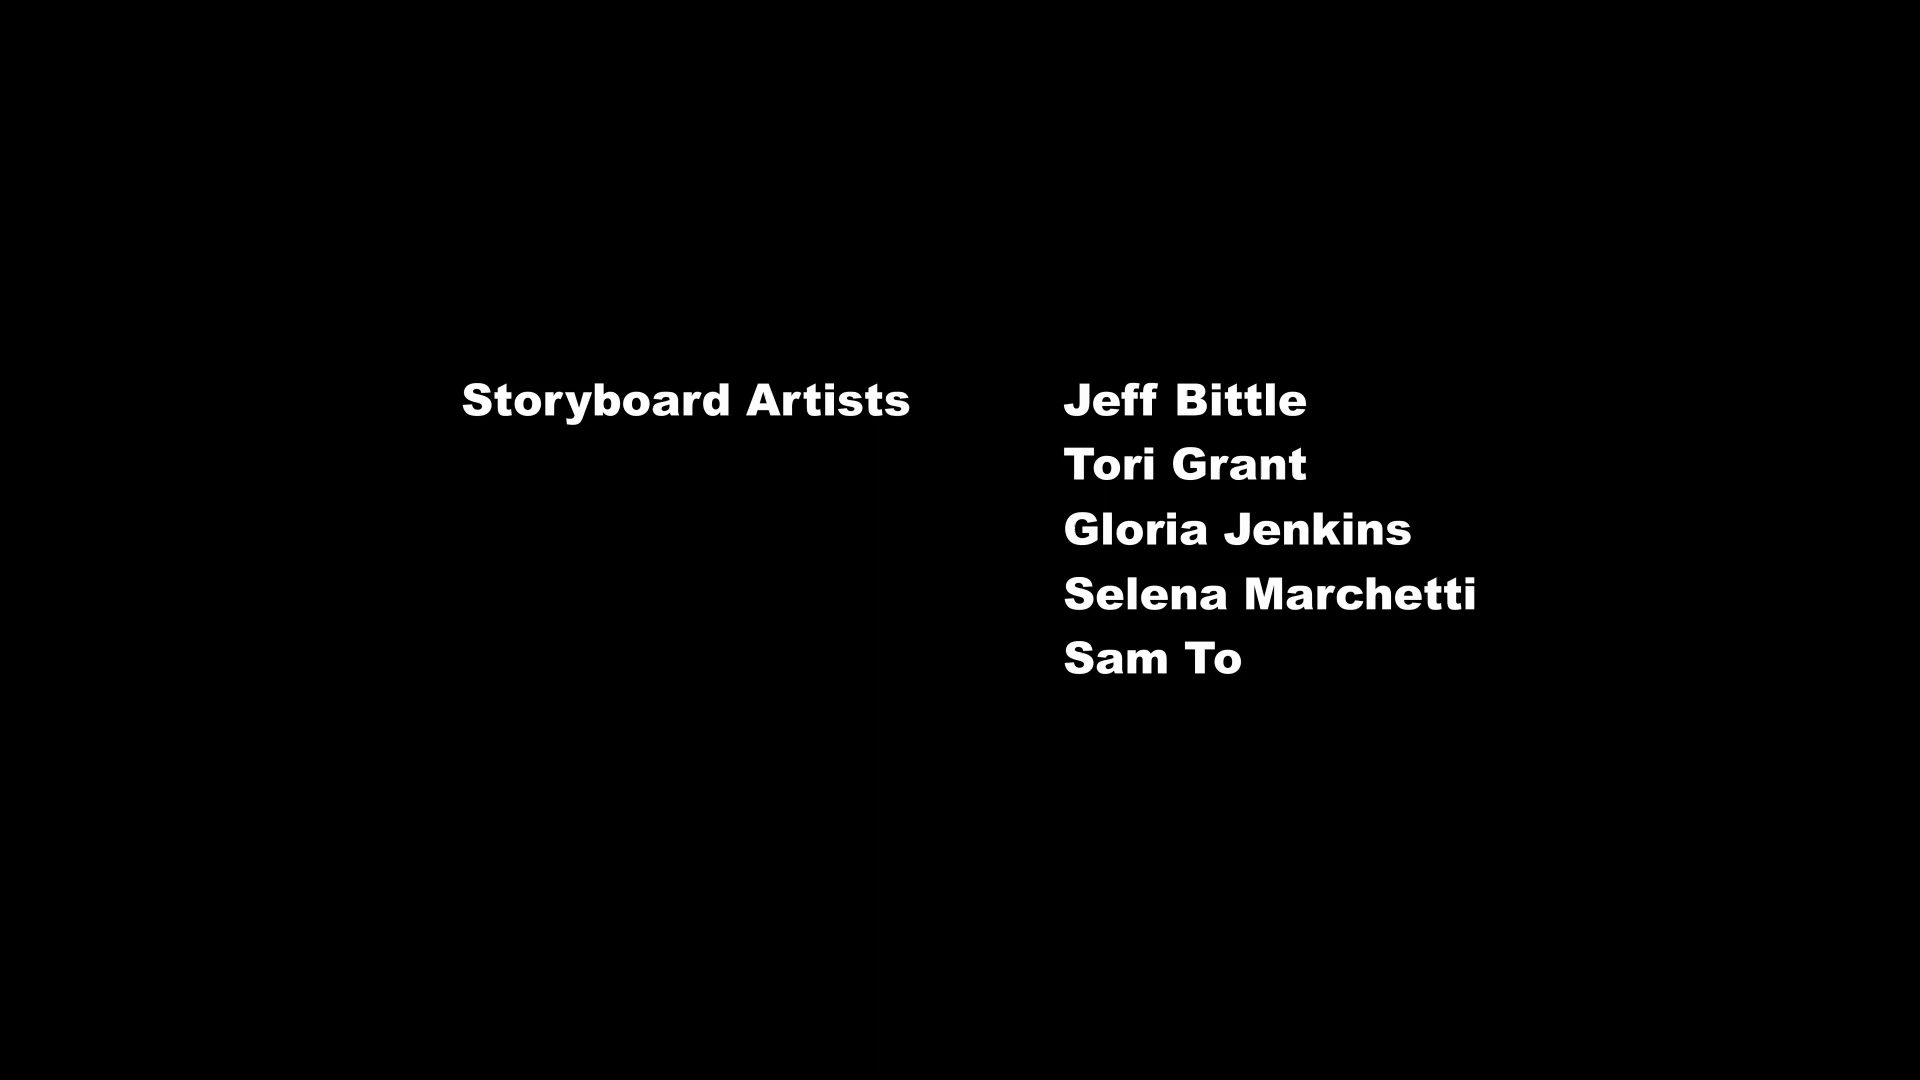 Storyboard Artists Jeff Bittle
Tori Grant
Gloria Jenkins
Selena Marchetti
Sam To